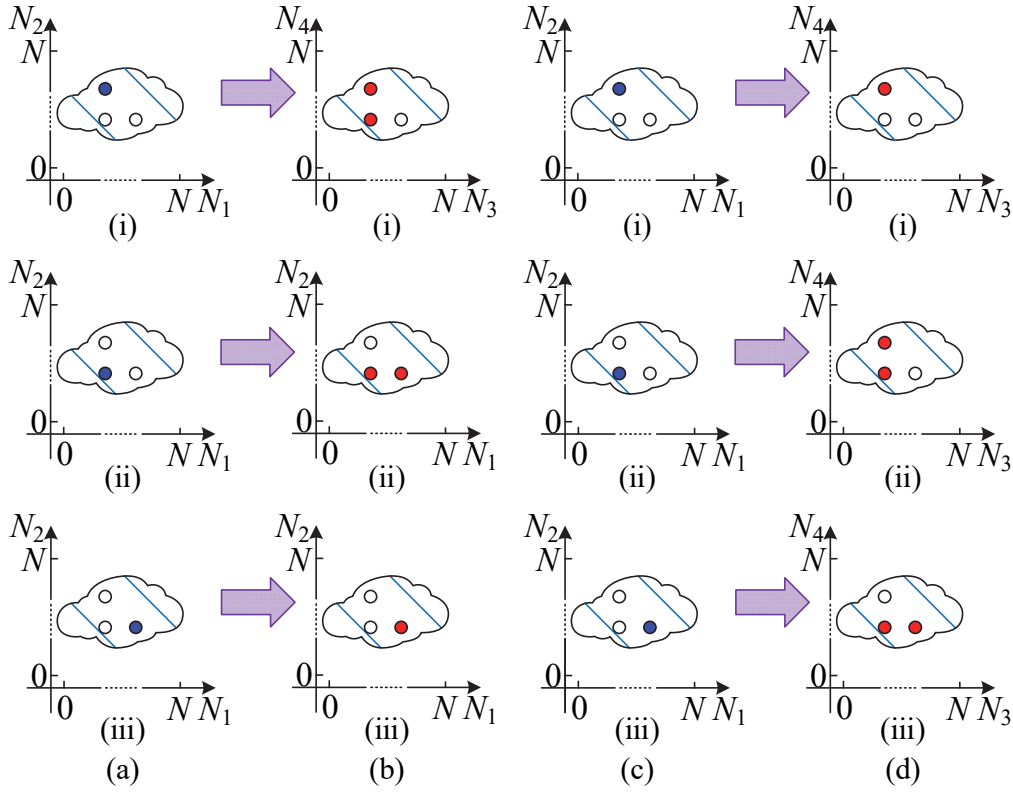 N₂ N₄ N₂ N₄
N N N N
0 0 0 0
0 N N₁ 0 N N₃ 0 N N₁ 0 N N₃
(i) (i) (i) (i)
N₂ N₂ N₂ N₄
N N N N
0 0 0 0
0 N N₁ 0 N N₁ 0 N N₁ 0 N N₃
(ii) (ii) (ii) (ii)
N₂ N₂ N₂ N₄
N N N N
0 0 0 0
0 N N₁ 0 N N₁ 0 N N₁ 0 N N₃
(iii) (iii) (iii) (iii)
(a) (b) (c) (d)